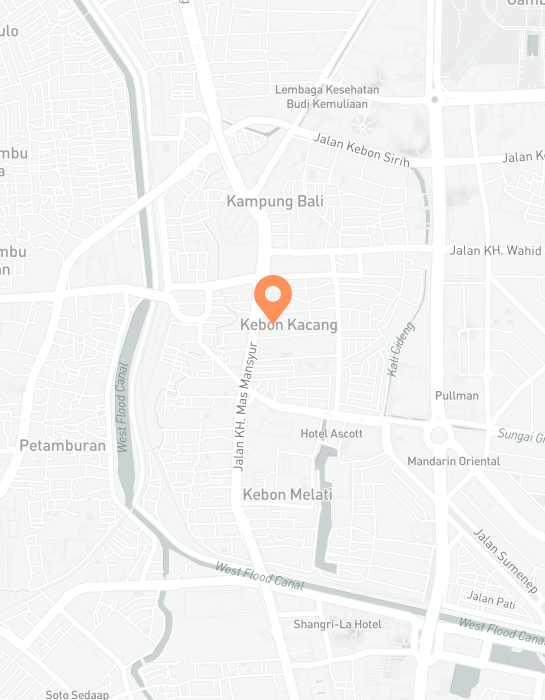 Gamb
ulo
Lembaga Kesehatan
Budi Kemuliaan
Jalan Kebon Sirih
Jalan Ke
mbu
a
Kampung Bali
mbu
an
Jalan KH. Wahid
Kebon Kacang
Kali Cideng
West Flood Canal
Jalan KH. Mas Mansyur
Pullman
Hotel Ascott
Sungai Gr
Petamburan
Mandarin Oriental
Kebon Melati
Jalan Sumenep
West Flood Canal
Jalan Pati
Shangri-La Hotel
West Flood Canal
Soto Sedaap